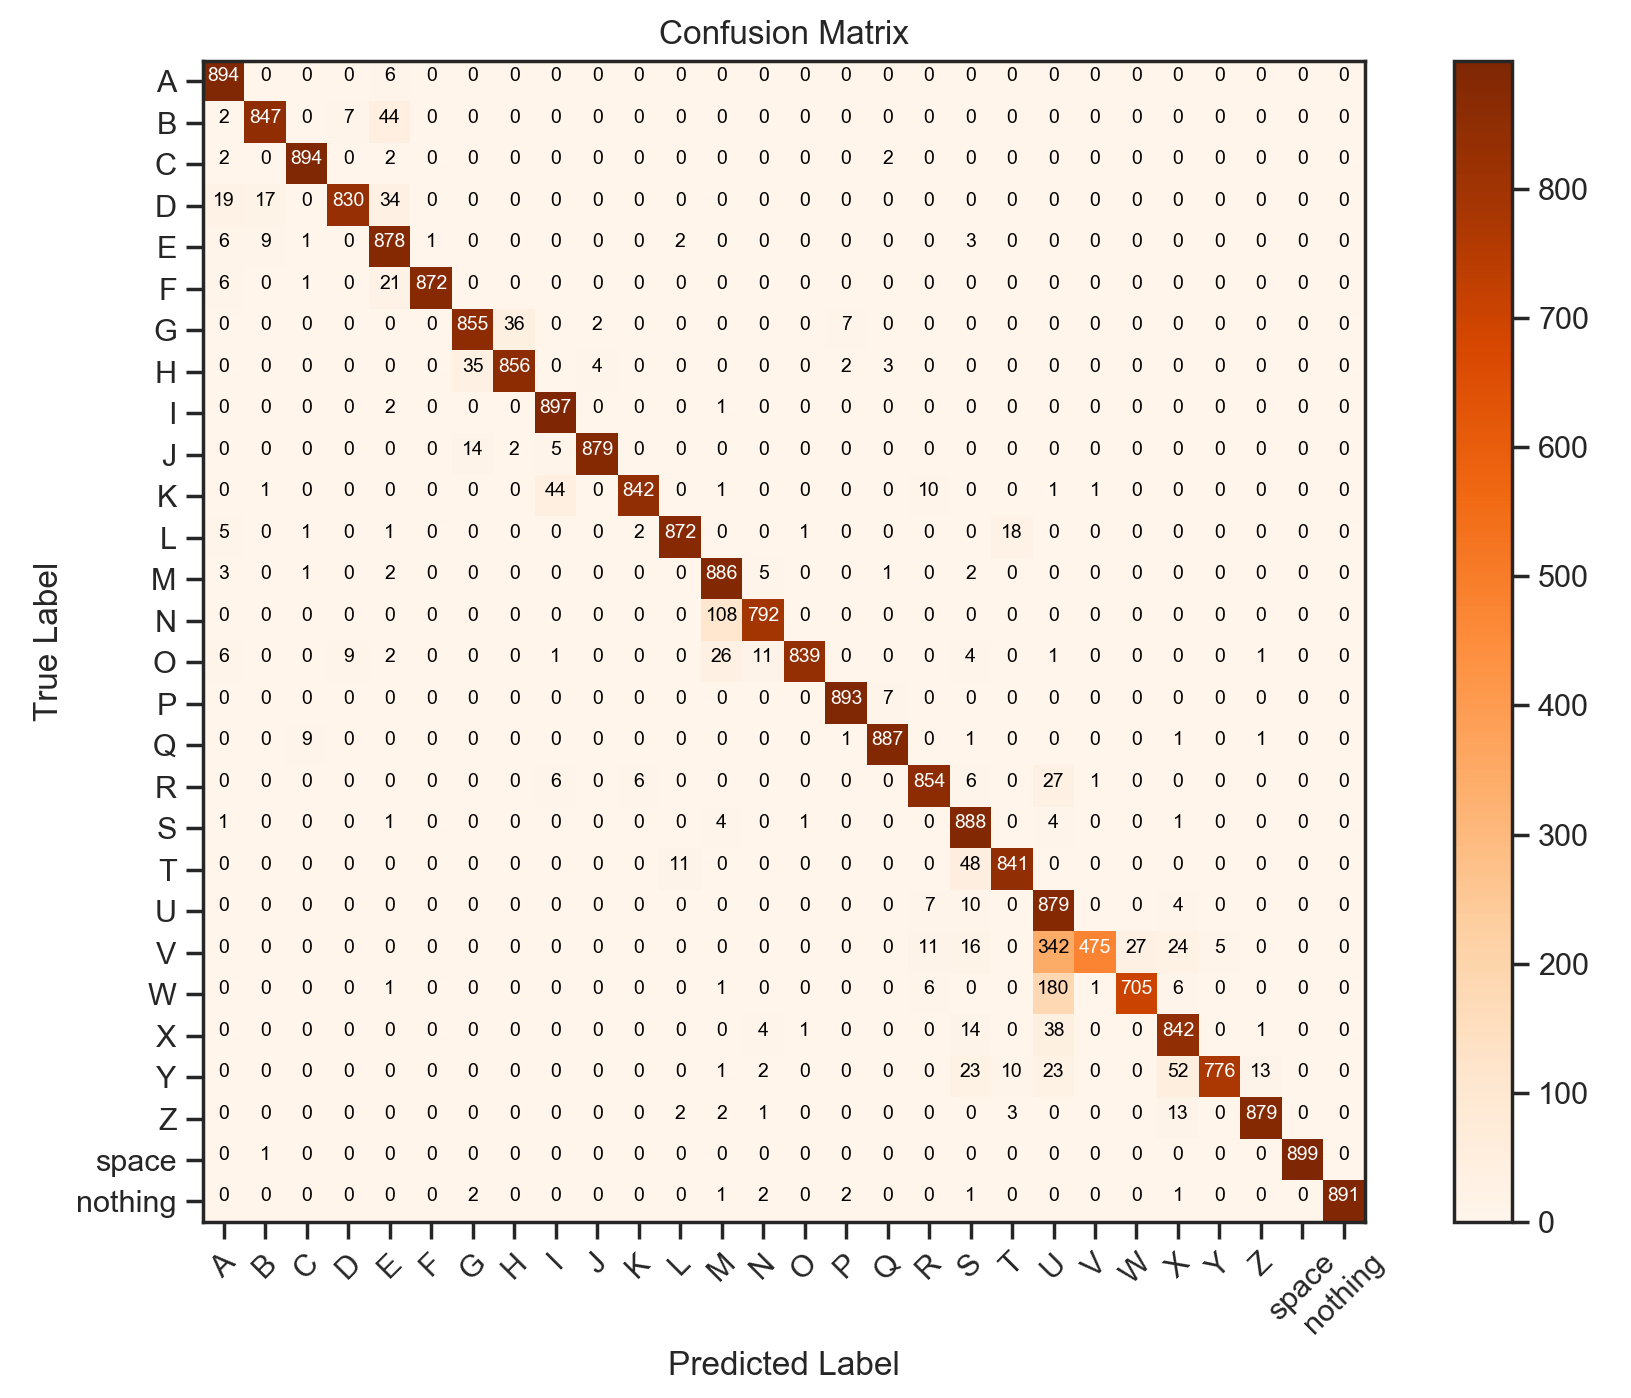 Confusion Matrix
A 894 0 0 0 6 0 0 0 0 0 0 0 0 0 0 0 0 0 0 0 0 0 0 0 0 0 0 0
B 2 847 0 7 44 0 0 0 0 0 0 0 0 0 0 0 0 0 0 0 0 0 0 0 0 0 0 0
C 2 0 894 0 2 0 0 0 0 0 0 0 0 0 0 0 2 0 0 0 0 0 0 0 0 0 0 0
D 19 17 0 830 34 0 0 0 0 0 0 0 0 0 0 0 0 0 0 0 0 0 0 0 0 0 0 0
E 6 9 1 0 878 1 0 0 0 0 0 2 0 0 0 0 0 0 3 0 0 0 0 0 0 0 0 0
F 6 0 1 0 21 872 0 0 0 0 0 0 0 0 0 0 0 0 0 0 0 0 0 0 0 0 0 0
G 0 0 0 0 0 0 855 36 0 2 0 0 0 0 0 7 0 0 0 0 0 0 0 0 0 0 0 0
H 0 0 0 0 0 0 35 856 0 4 0 0 0 0 0 2 3 0 0 0 0 0 0 0 0 0 0 0
I 0 0 0 0 2 0 0 0 897 0 0 0 1 0 0 0 0 0 0 0 0 0 0 0 0 0 0 0
J 0 0 0 0 0 0 14 2 5 879 0 0 0 0 0 0 0 0 0 0 0 0 0 0 0 0 0 0
K 0 1 0 0 0 0 0 0 44 0 842 0 1 0 0 0 0 10 0 0 1 1 0 0 0 0 0 0
L 5 0 1 0 1 0 0 0 0 0 2 872 0 0 1 0 0 0 0 18 0 0 0 0 0 0 0 0
M 3 0 1 0 2 0 0 0 0 0 0 0 886 5 0 0 1 0 2 0 0 0 0 0 0 0 0 0
N 0 0 0 0 0 0 0 0 0 0 0 0 108 792 0 0 0 0 0 0 0 0 0 0 0 0 0 0
O 6 0 0 9 2 0 0 0 1 0 0 0 26 11 839 0 0 0 4 0 1 0 0 0 0 1 0 0
P 0 0 0 0 0 0 0 0 0 0 0 0 0 0 0 893 7 0 0 0 0 0 0 0 0 0 0 0
Q 0 0 9 0 0 0 0 0 0 0 0 0 0 0 0 1 887 0 1 0 0 0 0 1 0 1 0 0
R 0 0 0 0 0 0 0 0 6 0 6 0 0 0 0 0 0 854 6 0 27 1 0 0 0 0 0 0
S 1 0 0 0 1 0 0 0 0 0 0 0 4 0 1 0 0 0 888 0 4 0 0 1 0 0 0 0
T 0 0 0 0 0 0 0 0 0 0 0 11 0 0 0 0 0 0 48 841 0 0 0 0 0 0 0 0
U 0 0 0 0 0 0 0 0 0 0 0 0 0 0 0 0 0 7 10 0 879 0 0 4 0 0 0 0
V 0 0 0 0 0 0 0 0 0 0 0 0 0 0 0 0 0 11 16 0 342 475 27 24 5 0 0 0
W 0 0 0 0 1 0 0 0 0 0 0 0 1 0 0 0 0 6 0 0 180 1 705 6 0 0 0 0
X 0 0 0 0 0 0 0 0 0 0 0 0 0 4 1 0 0 0 14 0 38 0 0 842 0 1 0 0
Y 0 0 0 0 0 0 0 0 0 0 0 0 1 2 0 0 0 0 23 10 23 0 0 52 776 13 0 0
Z 0 0 0 0 0 0 0 0 0 0 0 2 2 1 0 0 0 0 0 3 0 0 0 13 0 879 0 0
space 0 1 0 0 0 0 0 0 0 0 0 0 0 0 0 0 0 0 0 0 0 0 0 0 0 0 899 0
nothing 0 0 0 0 0 0 2 0 0 0 0 0 1 2 0 2 0 0 1 0 0 0 0 1 0 0 0 891
A B C D E F G H I J K L M N O P Q R S T U V W X Y Z space nothing
True Label
Predicted Label
800
700
600
500
400
300
200
100
0